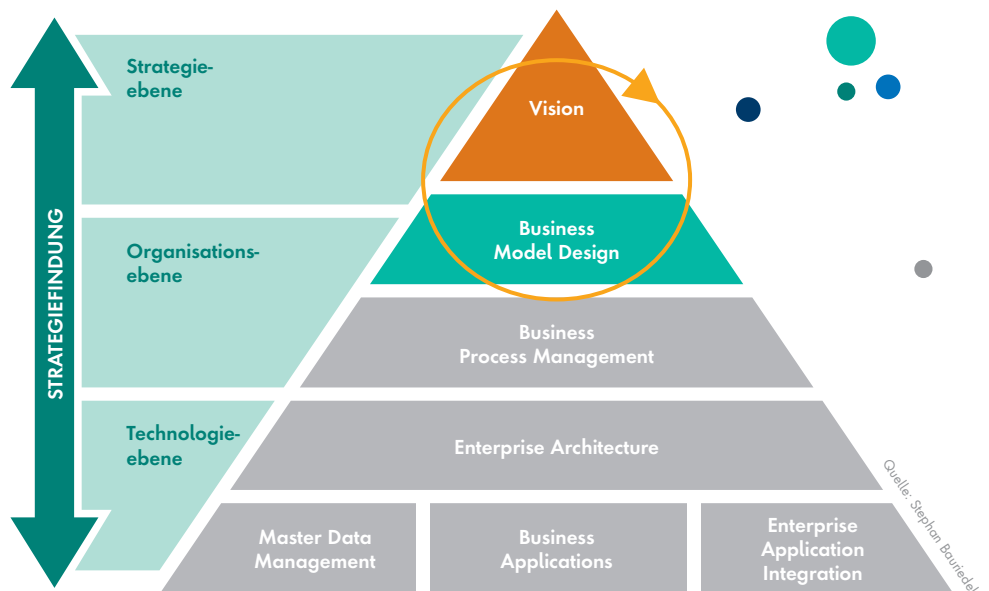 STRATEGIEFINDUNG
Strategie-
ebene
Organisations-
ebene
Technologie-
ebene
Vision
Business
Model Design
Business
Process Management
Enterprise Architecture
Master Data
Management
Business
Applications
Enterprise
Application
Integration
Quelle: Stephan Bauriedel